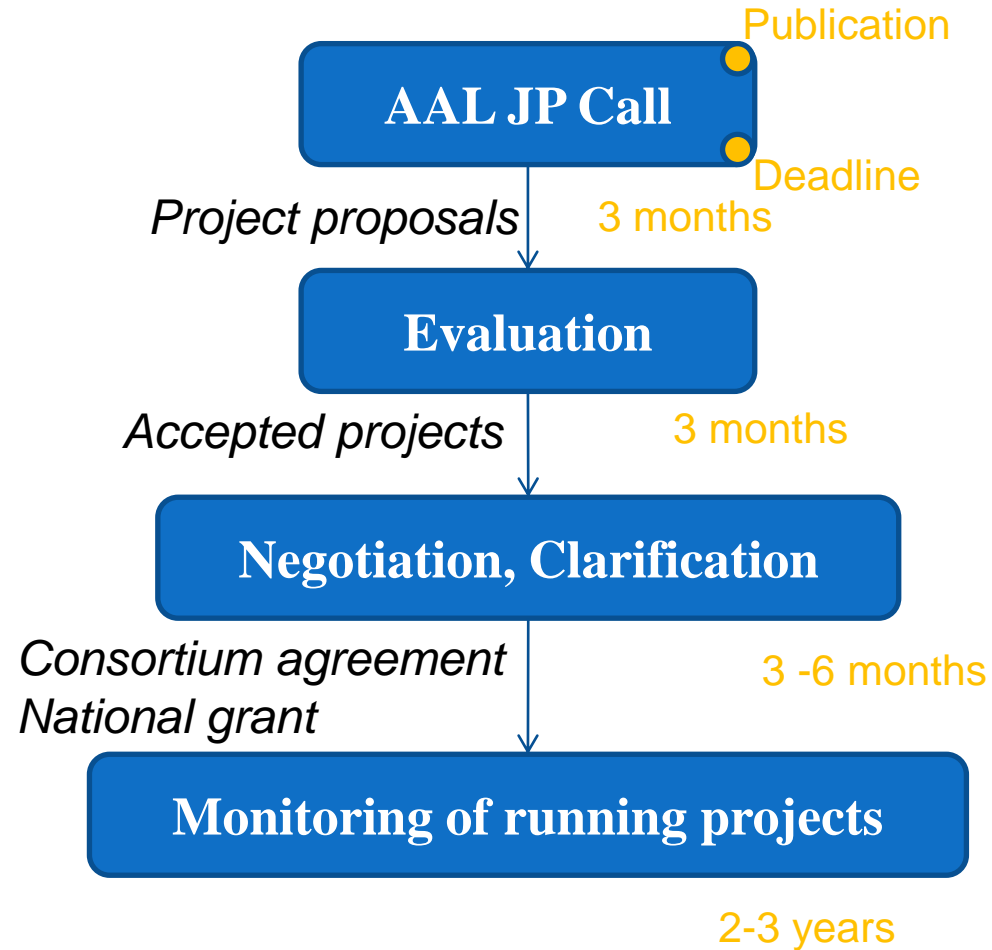 Publication
AAL JP Call
Deadline
Project proposals
3 months
Evaluation
Accepted projects
3 months
Negotiation, Clarification
Consortium agreement
3 -6 months
National grant
Monitoring of running projects
2-3 years